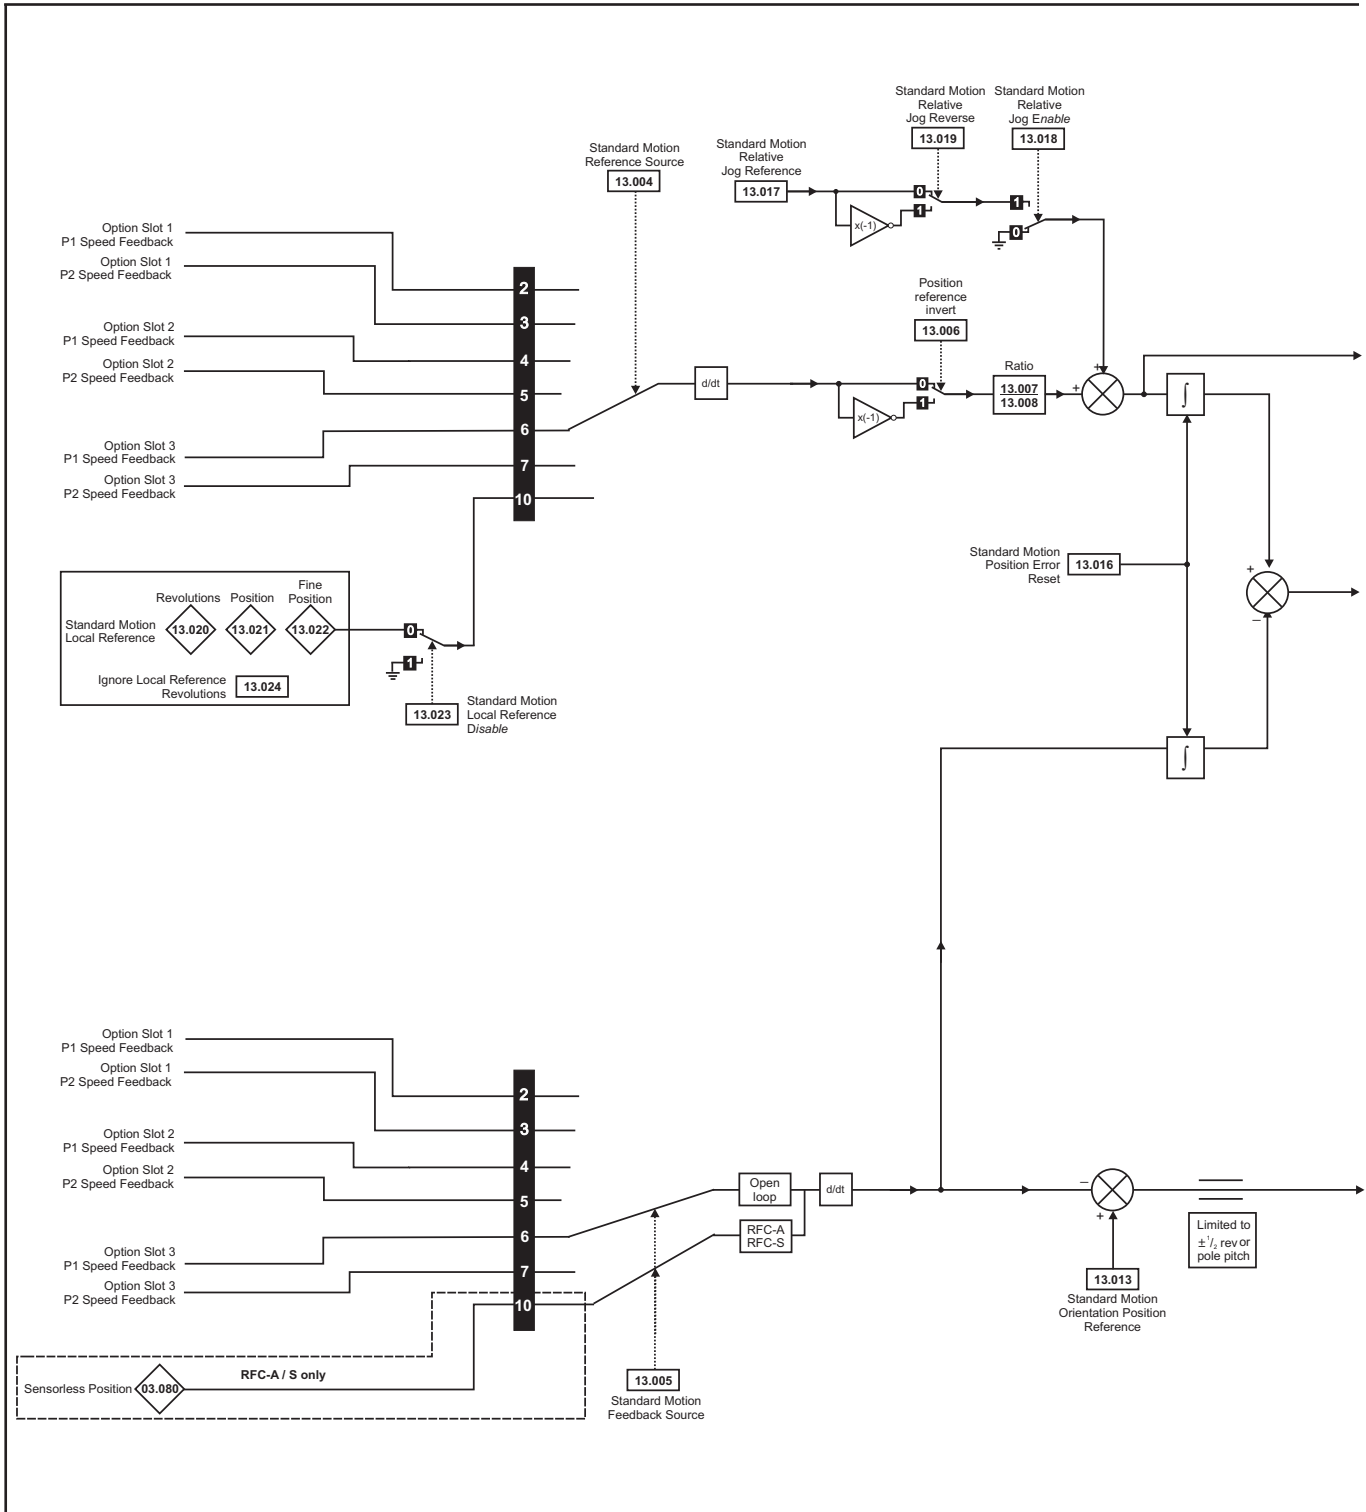 Standard Motion
Relative
Jog Reverse
13.019
Standard Motion
Relative
Jog Enable
13.018
Standard Motion
Reference Source
13.004
Standard Motion
Relative
Jog Reference
13.017
0
1
x(-1)
1
0
Option Slot 1
P1 Speed Feedback
Option Slot 1
P2 Speed Feedback
Option Slot 2
P1 Speed Feedback
Option Slot 2
P2 Speed Feedback
Option Slot 3
P1 Speed Feedback
Option Slot 3
P2 Speed Feedback
2
3
4
5
6
7
10
d/dt
Position
reference
invert
13.006
0
1
x(-1)
Ratio
13.007
13.008
+
+
∫
Standard Motion
Position Error
Reset
13.016
+
–
∫
Revolutions
Position
Fine
Position
Standard Motion
Local Reference
13.020
13.021
13.022
Ignore Local Reference
Revolutions
13.024
0
1
13.023
Standard Motion
Local Reference
Disable
Option Slot 1
P1 Speed Feedback
Option Slot 1
P2 Speed Feedback
Option Slot 2
P1 Speed Feedback
Option Slot 2
P2 Speed Feedback
Option Slot 3
P1 Speed Feedback
Option Slot 3
P2 Speed Feedback
2
3
4
5
6
7
10
Open
loop
RFC-A
RFC-S
d/dt
–
+
13.013
Standard Motion
Orientation Position
Reference
Limited to
±1/2 rev or
pole pitch
Sensorless Position
03.080
RFC-A / S only
13.005
Standard Motion
Feedback Source